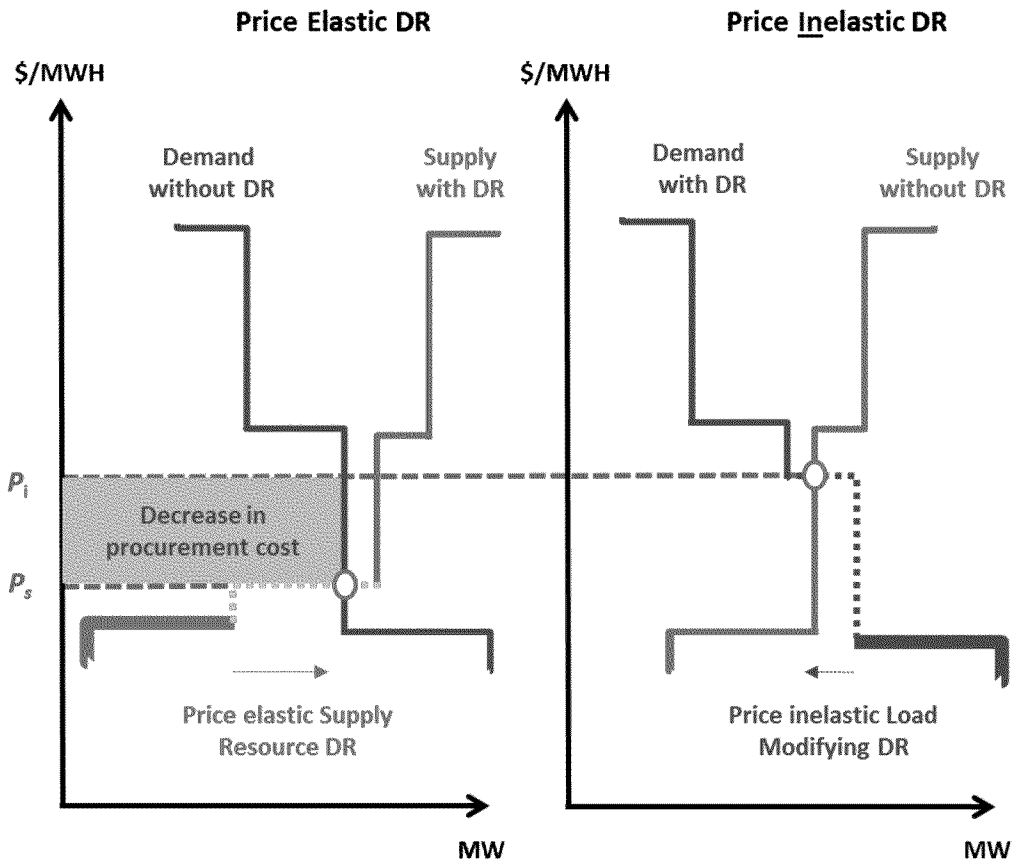 Price Elastic DR
Price Inelastic DR
$/MWH
$/MWH
Demand
without DR
Supply
with DR
Demand
with DR
Supply
without DR
Pi
Decrease in
procurement cost
Ps
Price elastic Supply
Resource DR
Price inelastic Load
Modifying DR
MW
MW